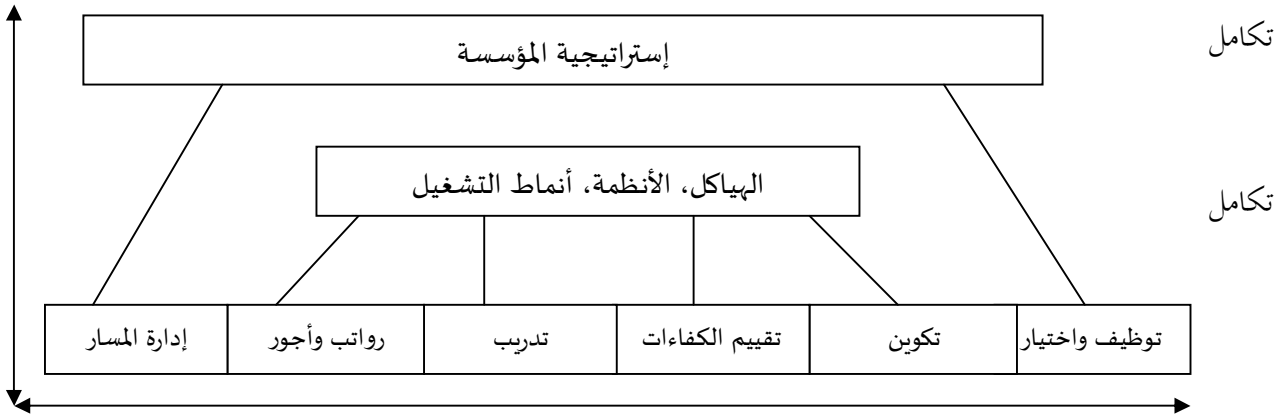 تكامل
إستراتيجية المؤسسة
تكامل
الهياكل، الأنظمة، أنماط التشغيل
توظيف واختيار
تكوين
تقييم الكفاءات
تدريب
رواتب وأجور
إدارة المسار